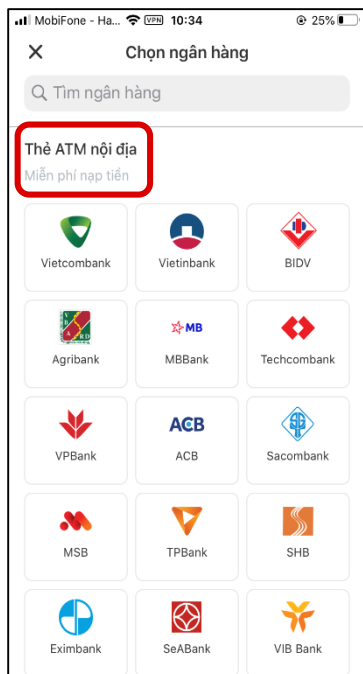 MobiFone - Ha... VPN 10:34 25%
Chọn ngân hàng
Tìm ngân hàng
Thẻ ATM nội địa
Miễn phí nạp tiền
Vietcombank Vietinbank BIDV
VBARD MB
Agribank MBBank Techcombank
ACB
VPBank ACB Sacombank
MSB TPBank SHB
Eximbank SeABank VIB Bank